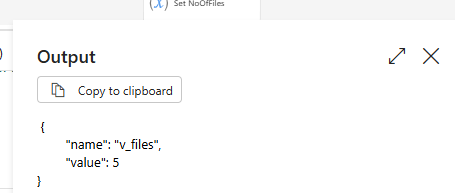 (x) Set NoOfFiles
Output
Copy to clipboard
{
"name": "v_files",
"value": 5
}